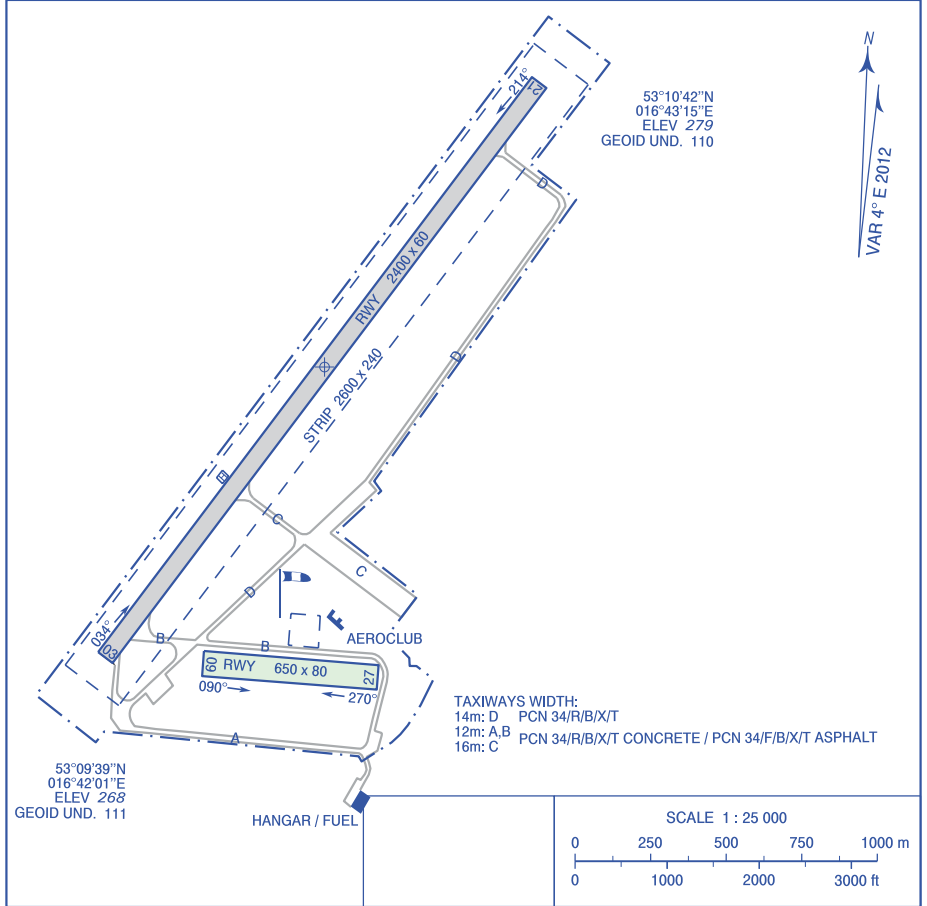 N
VAR 4° E 2012
53°10'42"N
016°43'15"E
ELEV 279
GEOID UND. 110
214°
21
D
RWY 2400 x 60
STRIP 2600 x 240
D
H
C
C
D
034°
03
B
B
AEROCLUB
09
RWY 650 x 80
27
090°
270°
A
TAXIWAYS WIDTH:
14m: D PCN 34/R/B/X/T
12m: A,B
16m: C PCN 34/R/B/X/T CONCRETE / PCN 34/F/B/X/T ASPHALT
53°09'39"N
016°42'01"E
ELEV 268
GEOID UND. 111
HANGAR / FUEL
SCALE 1 : 25 000
0 250 500 750 1000 m
0 1000 2000 3000 ft